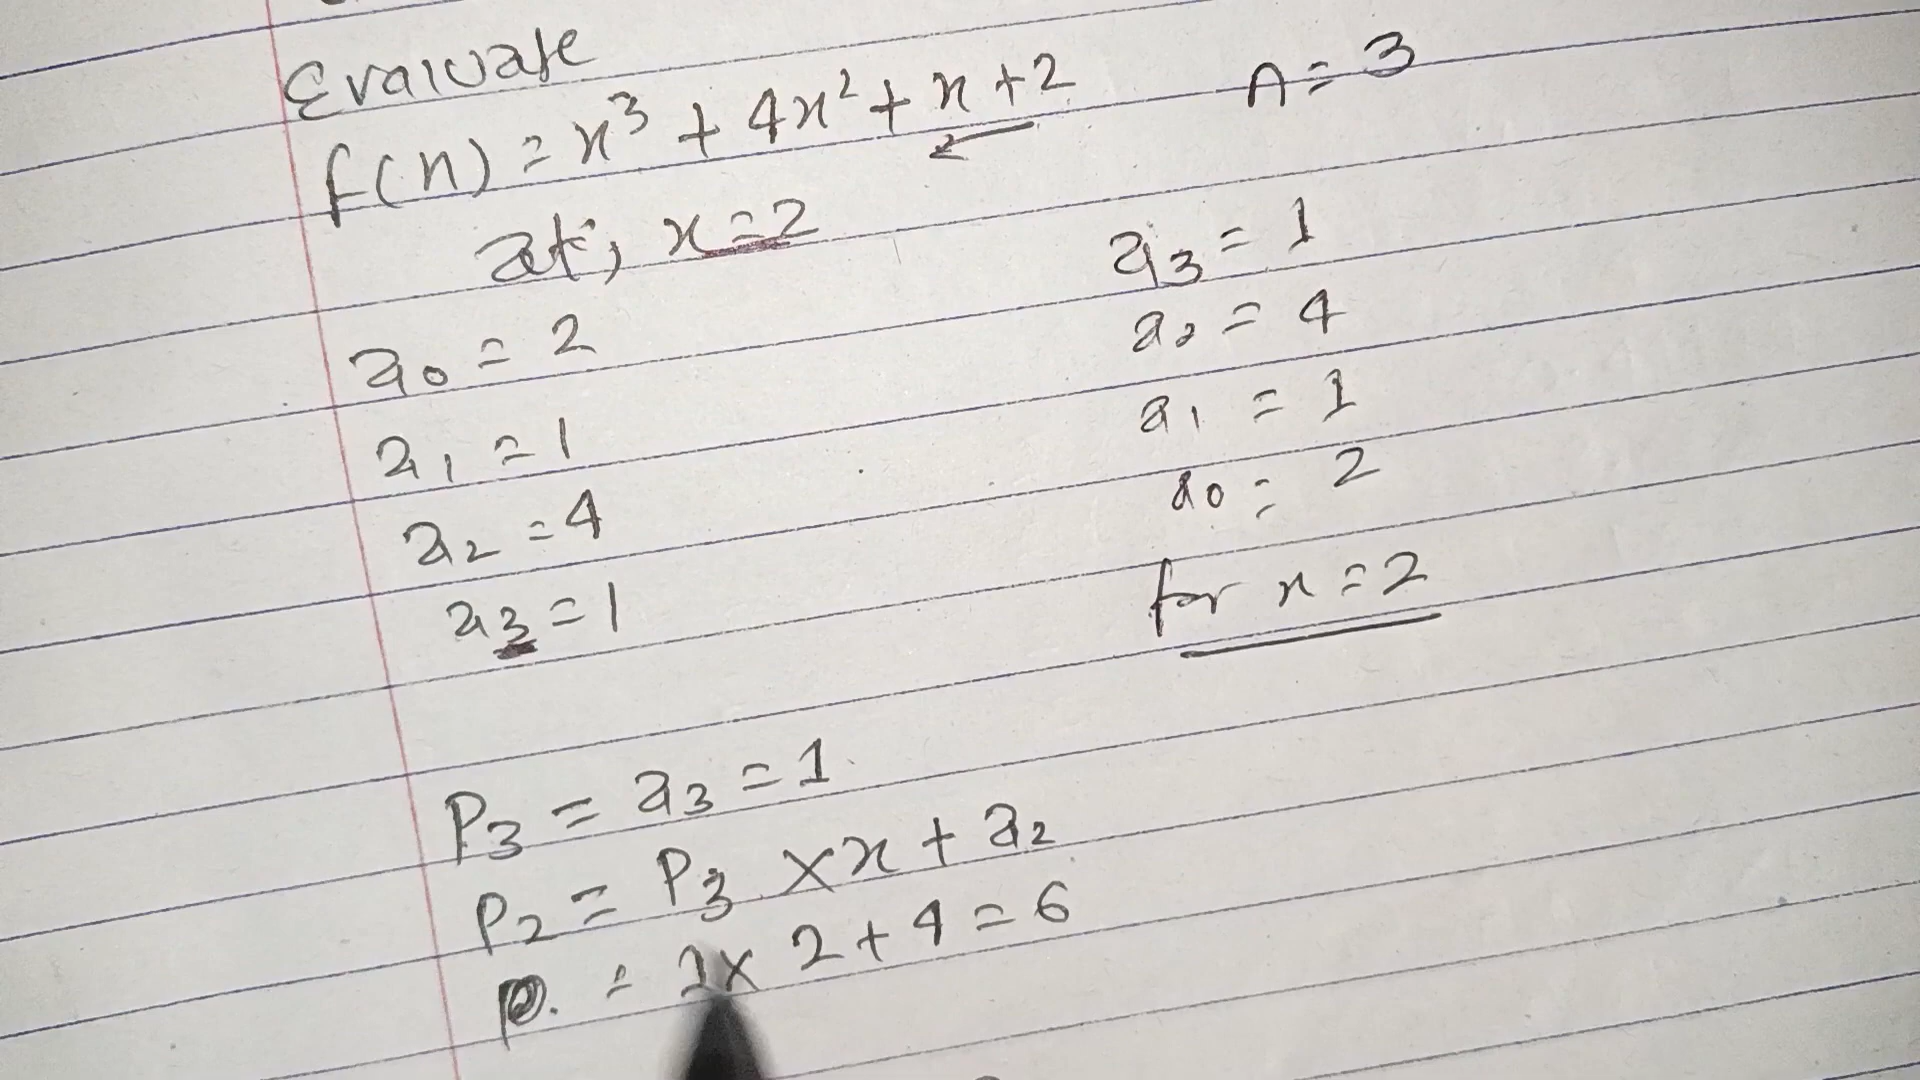 Evaluate
f(x) = x³ + 4x² + x + 2
n = 3
at, x = 2
a₀ = 2
a₁ = 1
a₂ = 4
a₃ = 1
a₃ = 1
a₂ = 4
a₁ = 1
a₀ = 2
for x = 2
P₃ = a₃ = 1
P₂ = P₃ × x + a₂
= 1 × 2 + 4 = 6